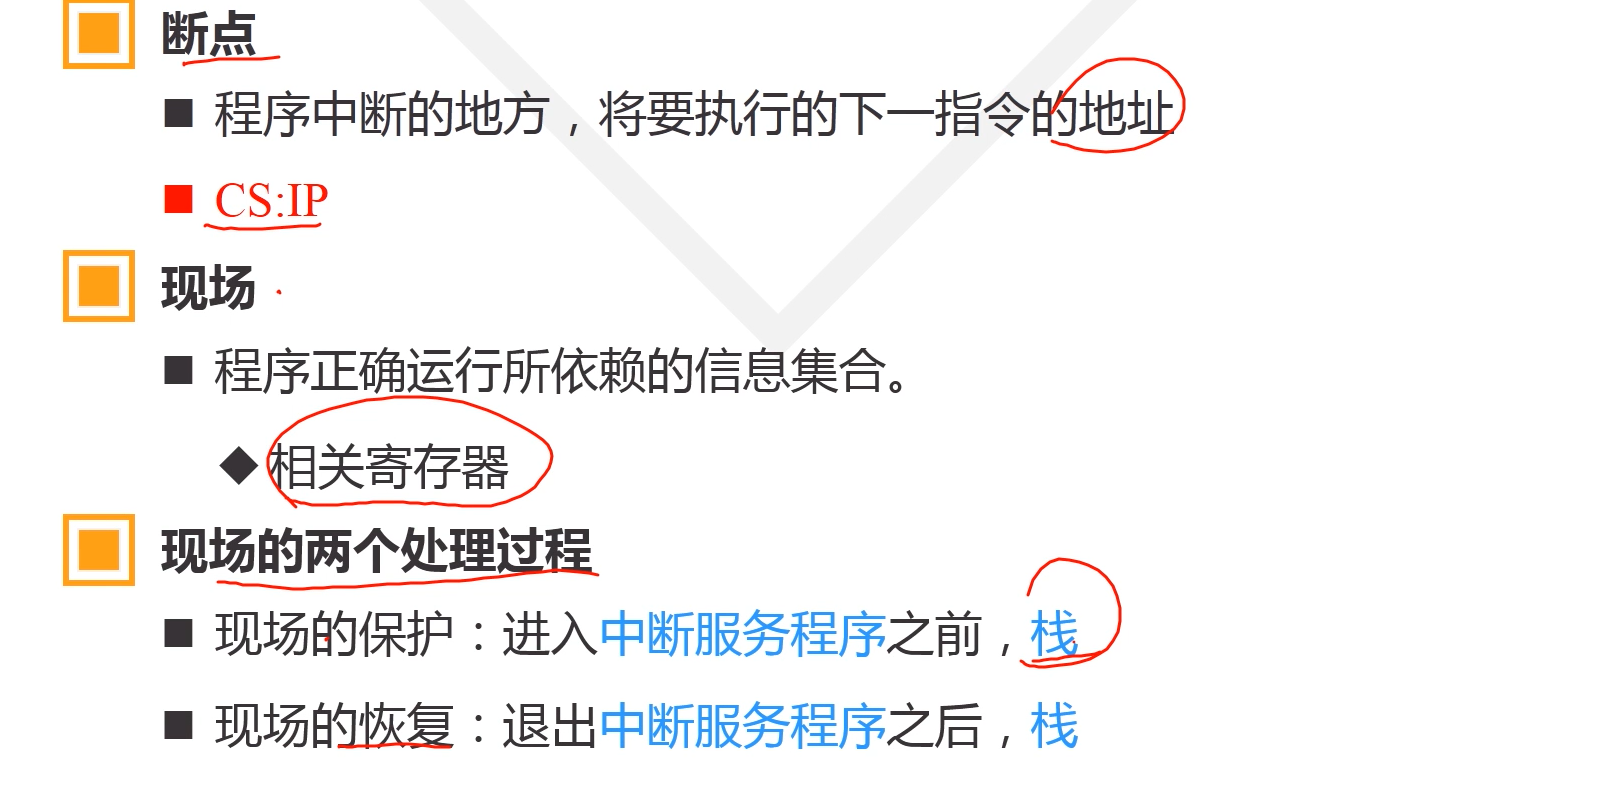 断点
程序中断的地方，将要执行的下一指令的地址
CS:IP
现场
程序正确运行所依赖的信息集合。
相关寄存器
现场的两个处理过程
现场的保护：进入中断服务程序之前，栈
现场的恢复：退出中断服务程序之后，栈